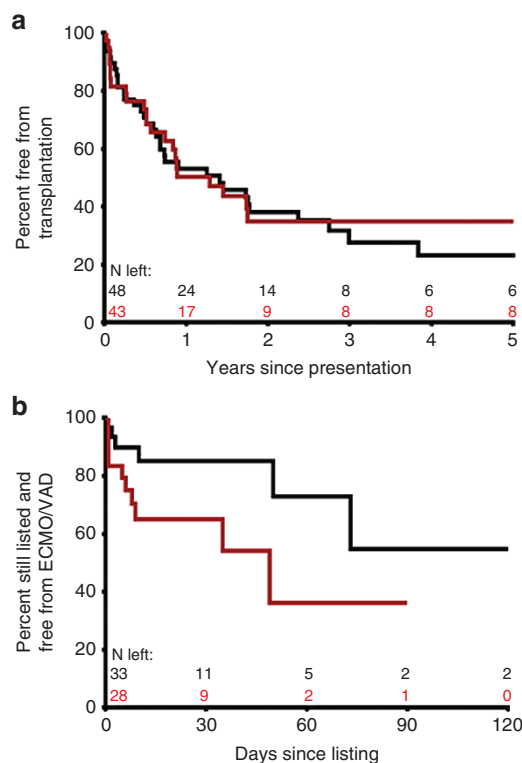 a
Percent free from
transplantation
100
80
60
40
20
0
N left:
48 24 14 8 6 6
43 17 9 8 8 8
0 1 2 3 4 5
Years since presentation
b
Percent still listed and
free from ECMO/VAD
100
80
60
40
20
0
N left:
33 11 5 2 2
28 9 2 1 0
0 30 60 90 120
Days since listing